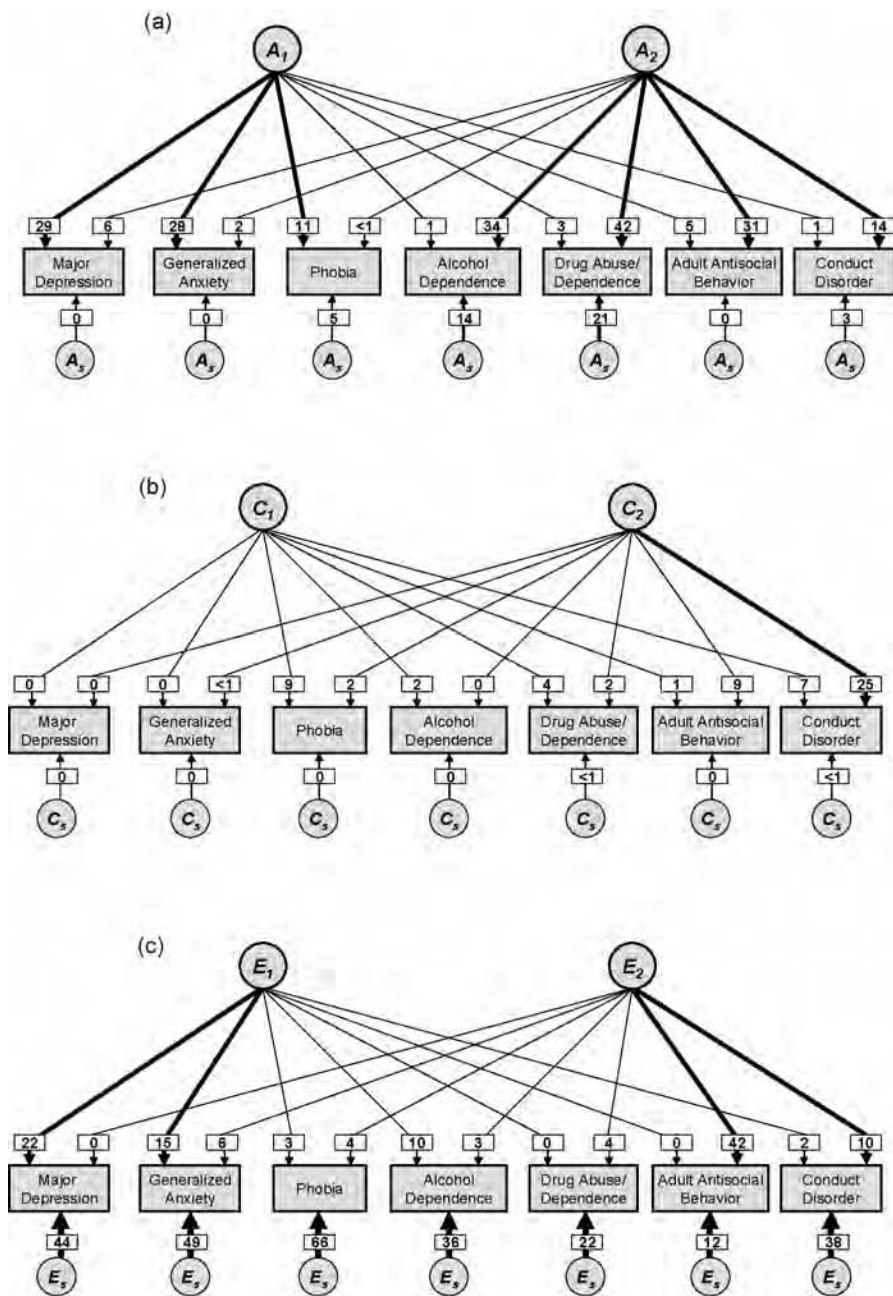 (a)
A1 A2
29 6 29 2 11 <1 1 34 3 42 5 31 1 14
Major Depression
Generalized Anxiety
Phobia
Alcohol Dependence
Drug Abuse/ Dependence
Adult Antisocial Behavior
Conduct Disorder
0 0 5 14 21 0 3
As As As As As As As
(b)
C1 C2
0 0 0 <1 9 2 2 0 4 2 1 9 7 25
Major Depression
Generalized Anxiety
Phobia
Alcohol Dependence
Drug Abuse/ Dependence
Adult Antisocial Behavior
Conduct Disorder
0 0 0 0 <1 0 <1
Cs Cs Cs Cs Cs Cs Cs
(c)
E1 E2
22 0 15 6 3 4 10 3 0 4 0 42 2 10
Major Depression
Generalized Anxiety
Phobia
Alcohol Dependence
Drug Abuse/ Dependence
Adult Antisocial Behavior
Conduct Disorder
44 49 66 36 22 12 38
Es Es Es Es Es Es Es